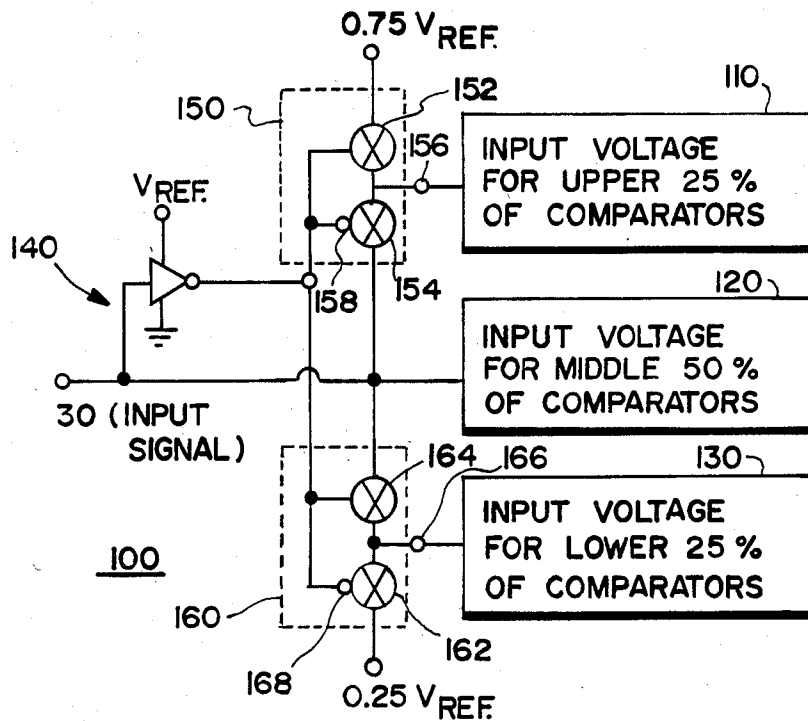 0.75 VREF.
150
152
156
110
INPUT VOLTAGE
FOR UPPER 25 %
OF COMPARATORS
VREF.
140
158
154
120
INPUT VOLTAGE
FOR MIDDLE 50 %
OF COMPARATORS
30 (INPUT
SIGNAL)
164
166
130
INPUT VOLTAGE
FOR LOWER 25 %
OF COMPARATORS
100
160
168
162
0.25 VREF.